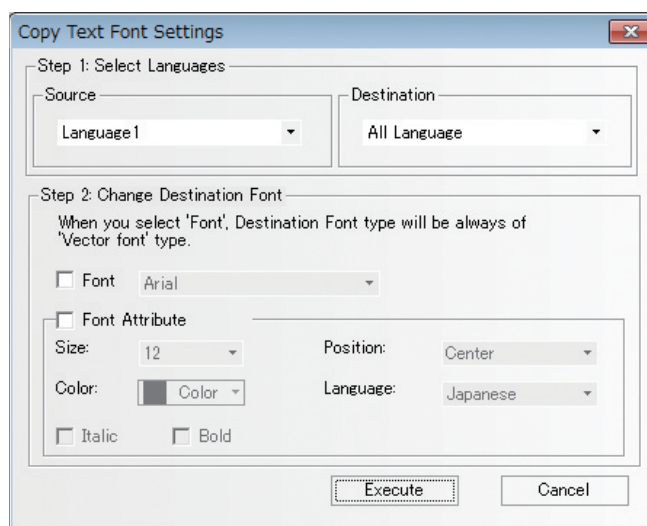 Copy Text Font Settings
Step 1: Select Languages
Source
Destination
Language1
All Language
Step 2: Change Destination Font
When you select 'Font', Destination Font type will be always of
'Vector font' type.
Font
Arial
Font Attribute
Size:
12
Position:
Center
Color:
Color
Language:
Japanese
Italic
Bold
Execute
Cancel